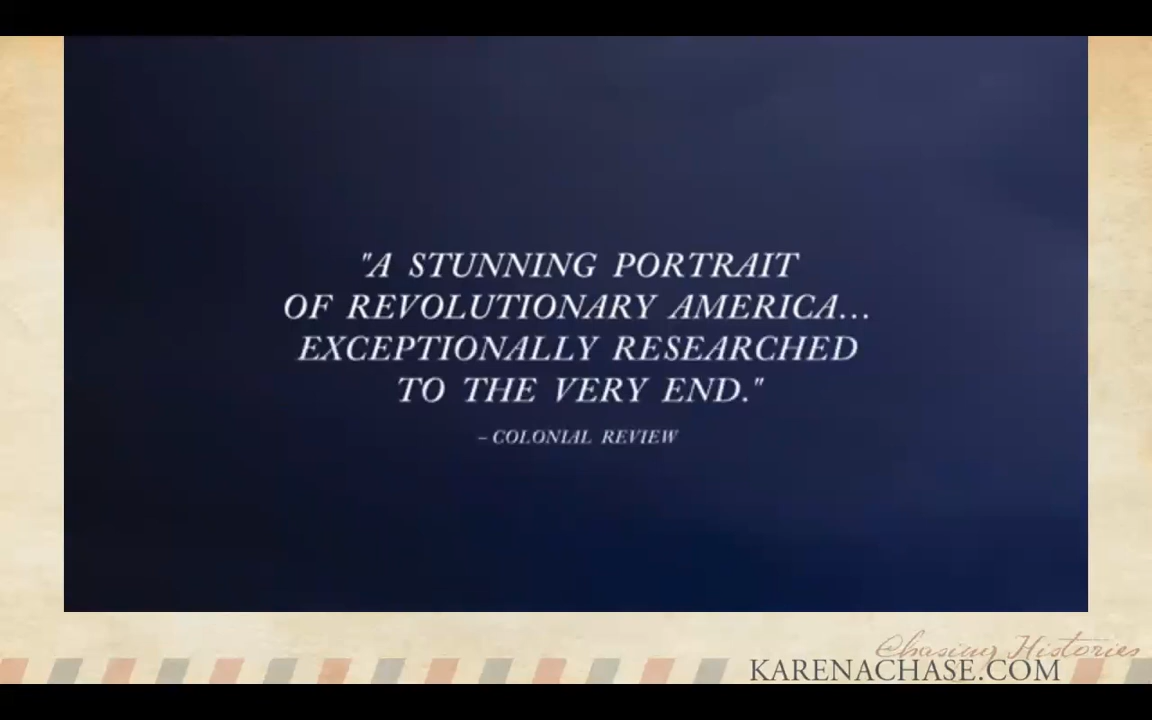 "A STUNNING PORTRAIT
OF REVOLUTIONARY AMERICA...
EXCEPTIONALLY RESEARCHED
TO THE VERY END."
– COLONIAL REVIEW
Chasing Histories
KARENACHASE.COM